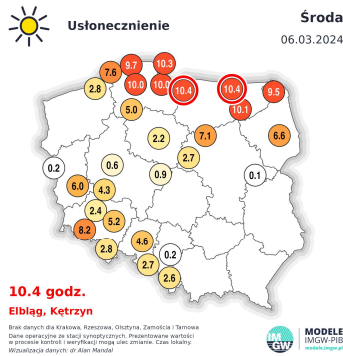 Usłonecznienie
Środa
06.03.2024
9.7
10.3
7.6
10.0
10.0
2.8
10.4
10.4
9.5
10.1
5.0
2.2
7.1
6.6
2.7
0.2
0.6
0.9
0.1
6.0
4.3
2.4
5.2
8.2
4.6
2.8
0.2
2.7
2.6
10.4 godz.
Elbląg, Kętrzyn
Brak danych dla Krakowa, Rzeszowa, Olsztyna, Zamościa i Tarnowa
Dane operacyjne ze stacji synoptycznych. Prezentowane wartości
w procesie kontroli i weryfikacji mogą ulec zmianie. Czas lokalny.
Wizualizacja danych: dr Alan Mandal
IM
GW
MODELE
IMGW-PIB
modele.imgw.pl